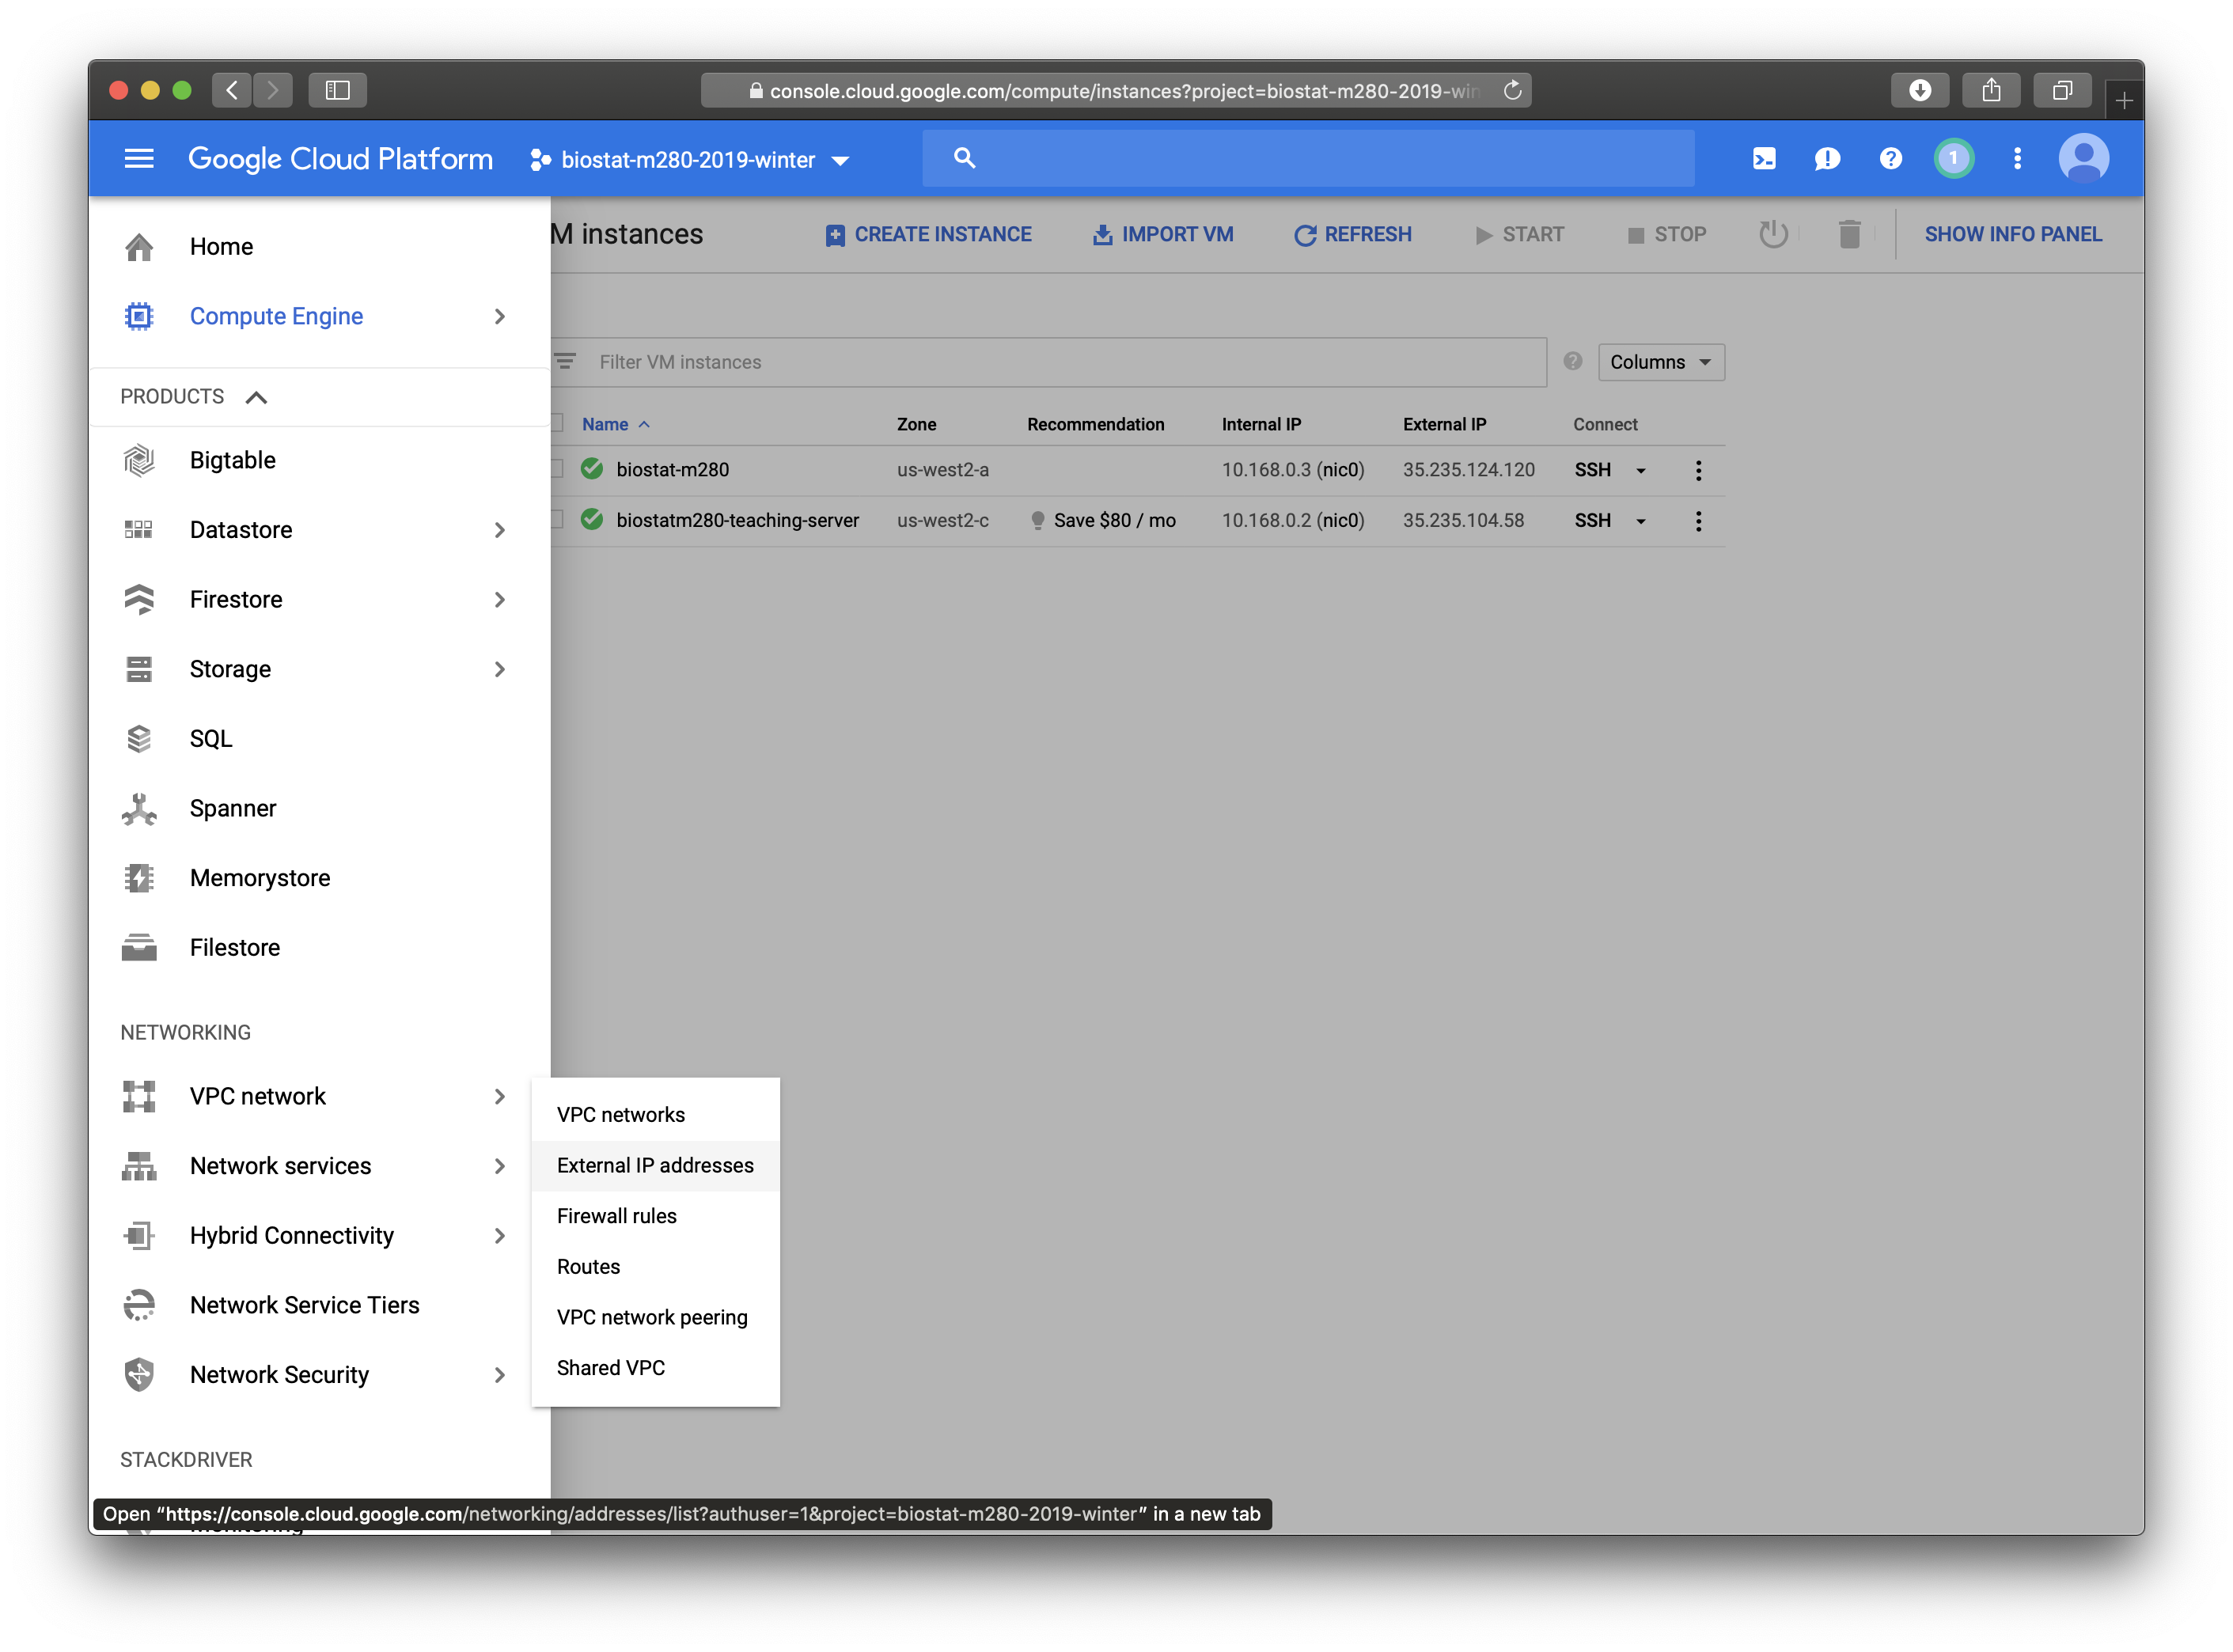 console.cloud.google.com/compute/instances?project=biostat-m280-2019-win
Google Cloud Platform biostat-m280-2019-winter 1
Home
Compute Engine
PRODUCTS
Bigtable
Datastore
Firestore
Storage
SQL
Spanner
Memorystore
Filestore
NETWORKING
VPC network
Network services
Hybrid Connectivity
Network Service Tiers
Network Security
STACKDRIVER
Monitoring
VPC networks
External IP addresses
Firewall rules
Routes
VPC network peering
Shared VPC
M instances CREATE INSTANCE IMPORT VM REFRESH START STOP SHOW INFO PANEL
Filter VM instances Columns
Name Zone Recommendation Internal IP External IP Connect
biostat-m280 us-west2-a 10.168.0.3 (nic0) 35.235.124.120 SSH
biostatm280-teaching-server us-west2-c Save $80 / mo 10.168.0.2 (nic0) 35.235.104.58 SSH
Open “https://console.cloud.google.com/networking/addresses/list?authuser=1&project=biostat-m280-2019-winter” in a new tab